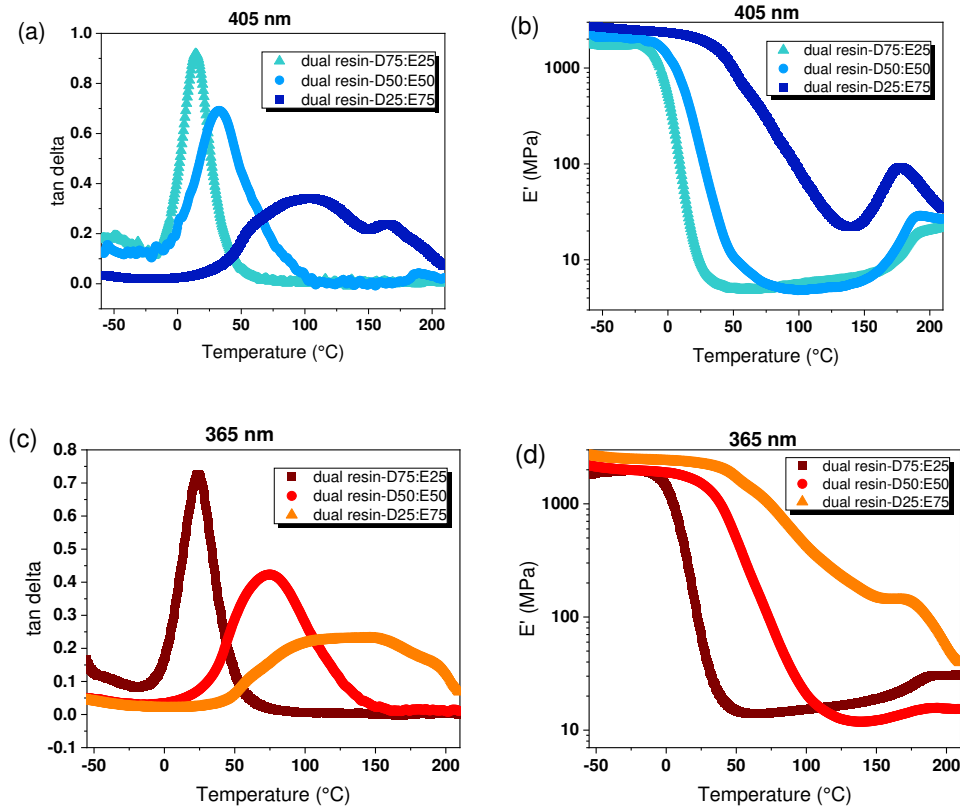 (a)
405 nm
tan delta
1.0
0.8
0.6
0.4
0.2
0.0
dual resin-D75:E25
dual resin-D50:E50
dual resin-D25:E75
-50 0 50 100 150 200
Temperature (°C)
(b)
405 nm
E' (MPa)
1000
100
10
dual resin-D75:E25
dual resin-D50:E50
dual resin-D25:E75
-50 0 50 100 150 200
Temperature (°C)
(c)
365 nm
tan delta
0.8
0.7
0.6
0.5
0.4
0.3
0.2
0.1
0.0
-0.1
dual resin-D75:E25
dual resin-D50:E50
dual resin-D25:E75
-50 0 50 100 150 200
Temperature (°C)
(d)
365 nm
E' (MPa)
1000
100
10
dual resin-D75:E25
dual resin-D50:E50
dual resin-D25:E75
-50 0 50 100 150 200
Temperature (°C)